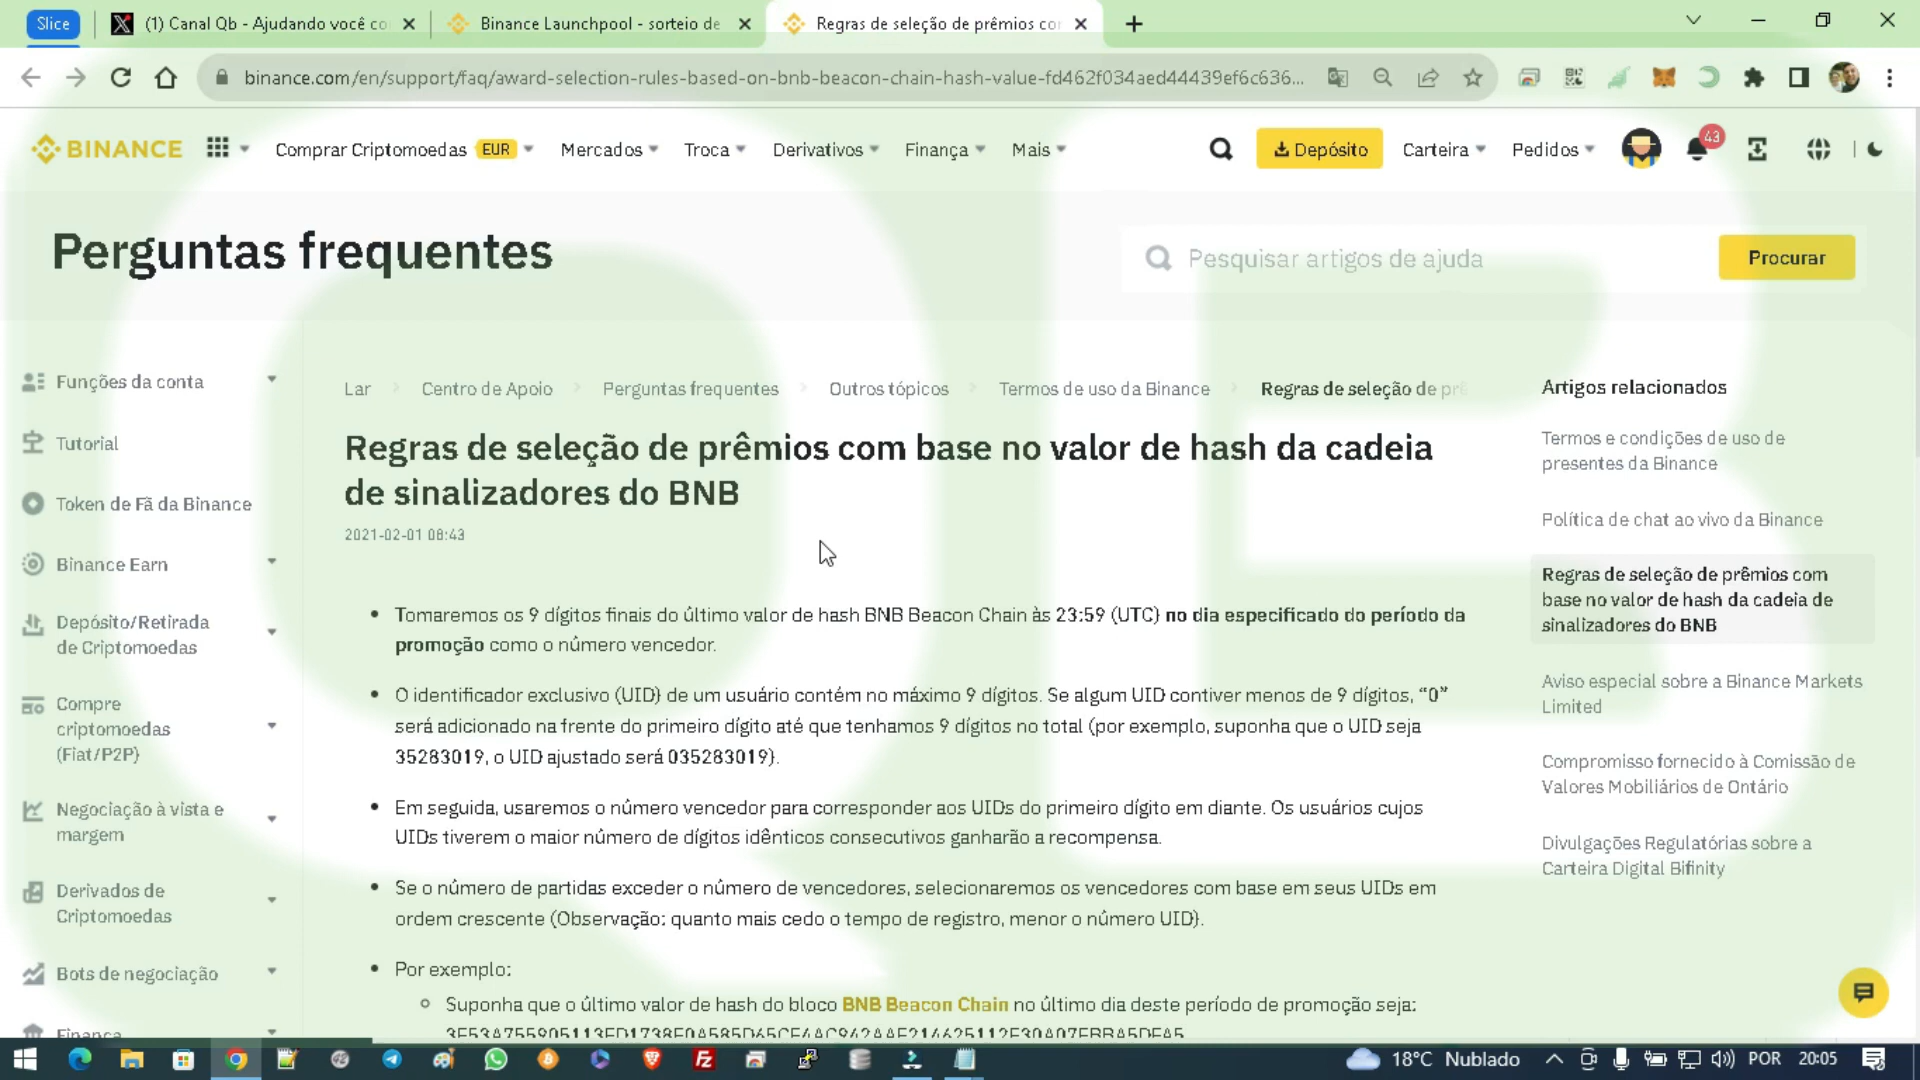 Slice
(1) Canal Qb - Ajudando você co
Binance Launchpool - sorteio de
Regras de seleção de prêmios cor
binance.com/en/support/faq/award-selection-rules-based-on-bnb-beacon-chain-hash-value-fd462f034aed44439ef6c636...
BINANCE
Comprar Criptomoedas EUR
Mercados
Troca
Derivativos
Finança
Mais
Depósito
Carteira
Pedidos
43
Perguntas frequentes
Pesquisar artigos de ajuda
Procurar
Funções da conta
Tutorial
Token de Fã da Binance
Binance Earn
Depósito/Retirada
de Criptomoedas
Compre
criptomoedas
(Fiat/P2P)
Negociação à vista e
margem
Derivados de
Criptomoedas
Bots de negociação
Finança
Lar
Centro de Apoio
Perguntas frequentes
Outros tópicos
Termos de uso da Binance
Regras de seleção de prê
Regras de seleção de prêmios com base no valor de hash da cadeia
de sinalizadores do BNB
2021-02-01 08:43
• Tomaremos os 9 dígitos finais do último valor de hash BNB Beacon Chain às 23:59 (UTC) no dia especificado do período da
promoção como o número vencedor.
• O identificador exclusivo (UID) de um usuário contém no máximo 9 dígitos. Se algum UID contiver menos de 9 dígitos, “0”
será adicionado na frente do primeiro dígito até que tenhamos 9 dígitos no total (por exemplo, suponha que o UID seja
35283019, o UID ajustado será 035283019).
• Em seguida, usaremos o número vencedor para corresponder aos UIDs do primeiro dígito em diante. Os usuários cujos
UIDs tiverem o maior número de dígitos idênticos consecutivos ganharão a recompensa.
• Se o número de partidas exceder o número de vencedores, selecionaremos os vencedores com base em seus UIDs em
ordem crescente (Observação: quanto mais cedo o tempo de registro, menor o número UID).
• Por exemplo:
Suponha que o último valor de hash do bloco BNB Beacon Chain no último dia deste período de promoção seja:
Artigos relacionados
Termos e condições de uso de
presentes da Binance
Política de chat ao vivo da Binance
Regras de seleção de prêmios com
base no valor de hash da cadeia de
sinalizadores do BNB
Aviso especial sobre a Binance Markets
Limited
Compromisso fornecido à Comissão de
Valores Mobiliários de Ontário
Divulgações Regulatórias sobre a
Carteira Digital Bifinity
18°C Nublado
POR
20:05